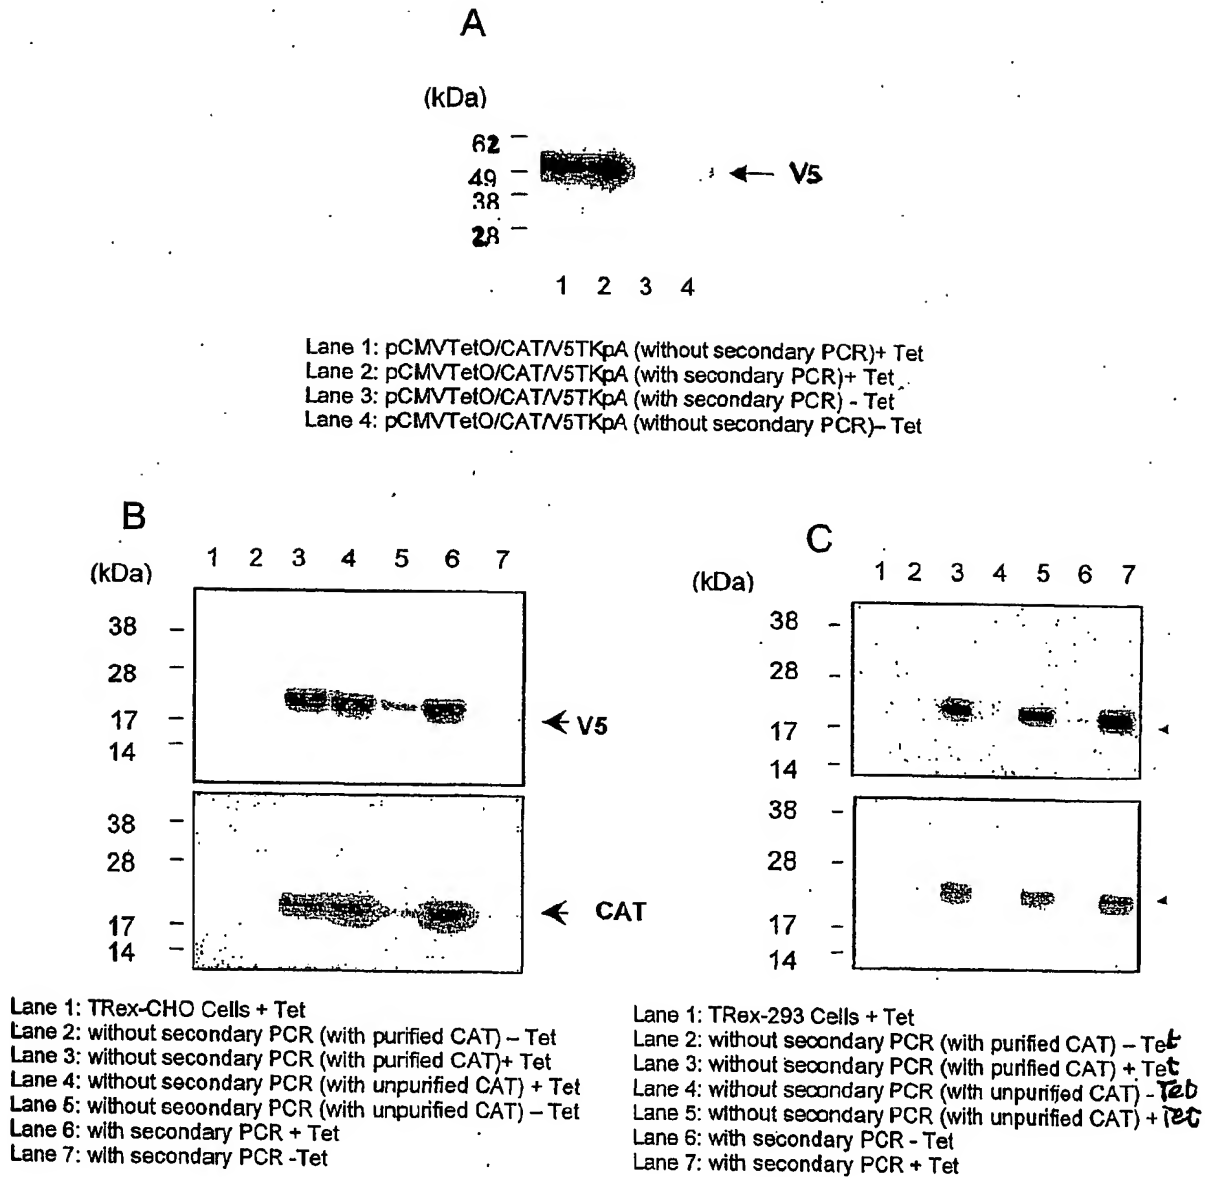 A
(kDa)
62
49
38
28
V5
1 2 3 4
Lane 1: pCMVTetO/CAT/V5TKpA (without secondary PCR)+ Tet
Lane 2: pCMVTetO/CAT/V5TKpA (with secondary PCR)+ Tet
Lane 3: pCMVTetO/CAT/V5TKpA (with secondary PCR) - Tet
Lane 4: pCMVTetO/CAT/V5TKpA (without secondary PCR)– Tet
B
1 2 3 4 5 6 7
(kDa)
38
28
17
14
V5
38
28
17
14
CAT
Lane 1: TRex-CHO Cells + Tet
Lane 2: without secondary PCR (with purified CAT) – Tet
Lane 3: without secondary PCR (with purified CAT)+ Tet
Lane 4: without secondary PCR (with unpurified CAT) + Tet
Lane 5: without secondary PCR (with unpurified CAT) – Tet
Lane 6: with secondary PCR + Tet
Lane 7: with secondary PCR -Tet
C
1 2 3 4 5 6 7
(kDa)
38
28
17
14
38
28
17
14
Lane 1: TRex-293 Cells + Tet
Lane 2: without secondary PCR (with purified CAT) – Tet
Lane 3: without secondary PCR (with purified CAT) + Tet
Lane 4: without secondary PCR (with unpurified CAT) - Tet
Lane 5: without secondary PCR (with unpurified CAT) + Tet
Lane 6: with secondary PCR - Tet
Lane 7: with secondary PCR + Tet